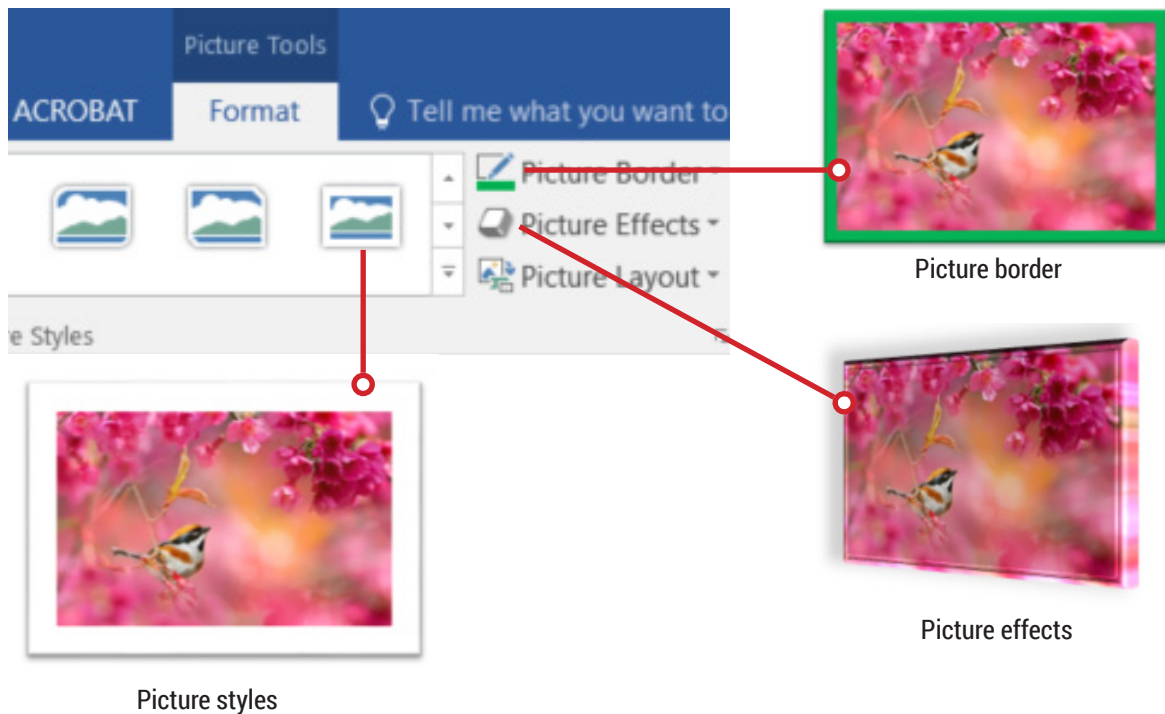 Picture Tools
ACROBAT Format Tell me what you want to
Picture Border
Picture Effects
Picture Layout
e Styles
Picture border
Picture effects
Picture styles